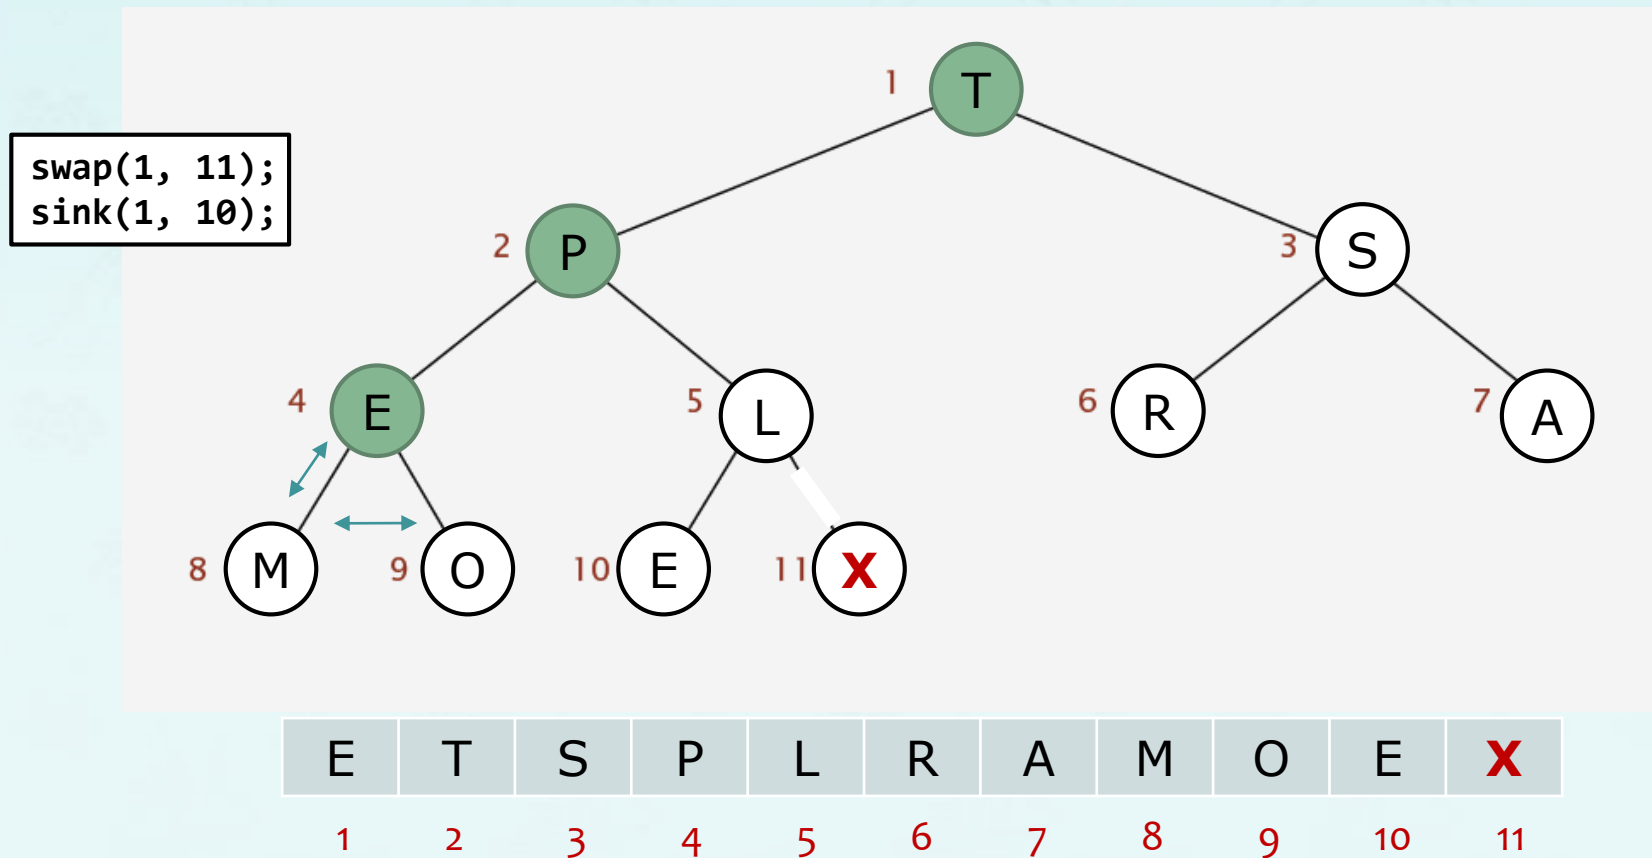 1 T
swap(1, 11);
sink(1, 10);
2 P 3 S
4 E 5 L 6 R 7 A
8 M 9 O 10 E 11 X
E T S P L R A M O E X
1 2 3 4 5 6 7 8 9 10 11